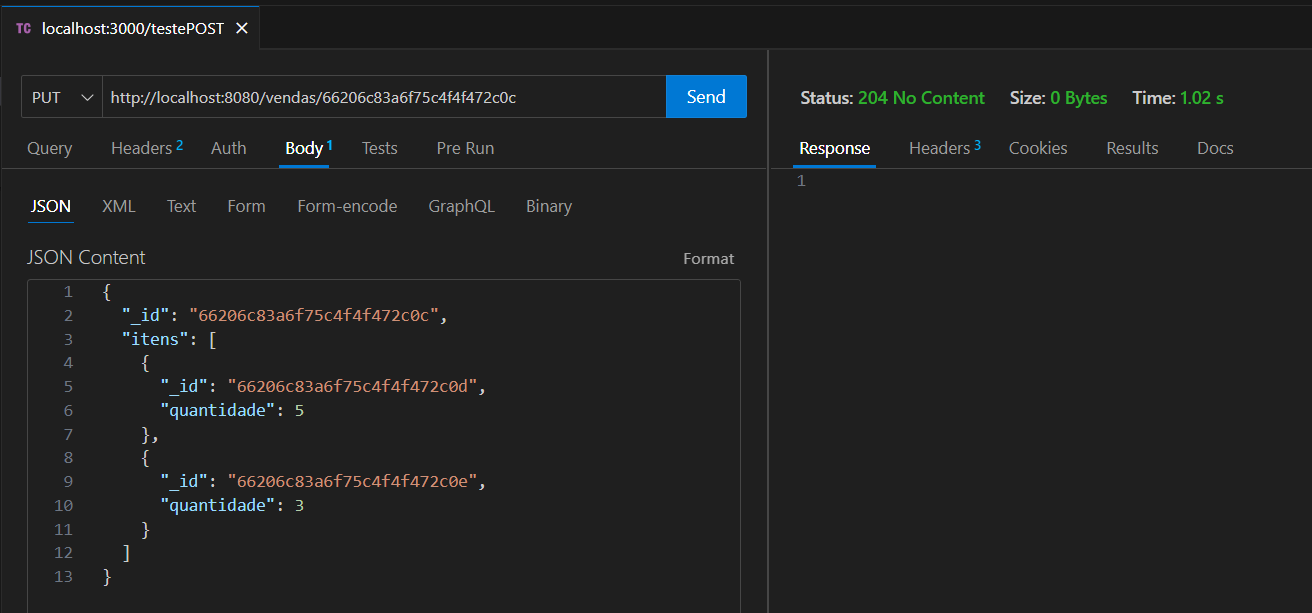 TC localhost:3000/testePOST ×
PUT http://localhost:8080/vendas/66206c83a6f75c4f4f472c0c Send
Query Headers 2 Auth Body 1 Tests Pre Run
JSON XML Text Form Form-encode GraphQL Binary
JSON Content Format
1 {
2 "_id": "66206c83a6f75c4f4f472c0c",
3 "itens": [
4 {
5 "_id": "66206c83a6f75c4f4f472c0d",
6 "quantidade": 5
7 },
8 {
9 "_id": "66206c83a6f75c4f4f472c0e",
10 "quantidade": 3
11 }
12 ]
13 }
Status: 204 No Content Size: 0 Bytes Time: 1.02 s
Response Headers 3 Cookies Results Docs
1